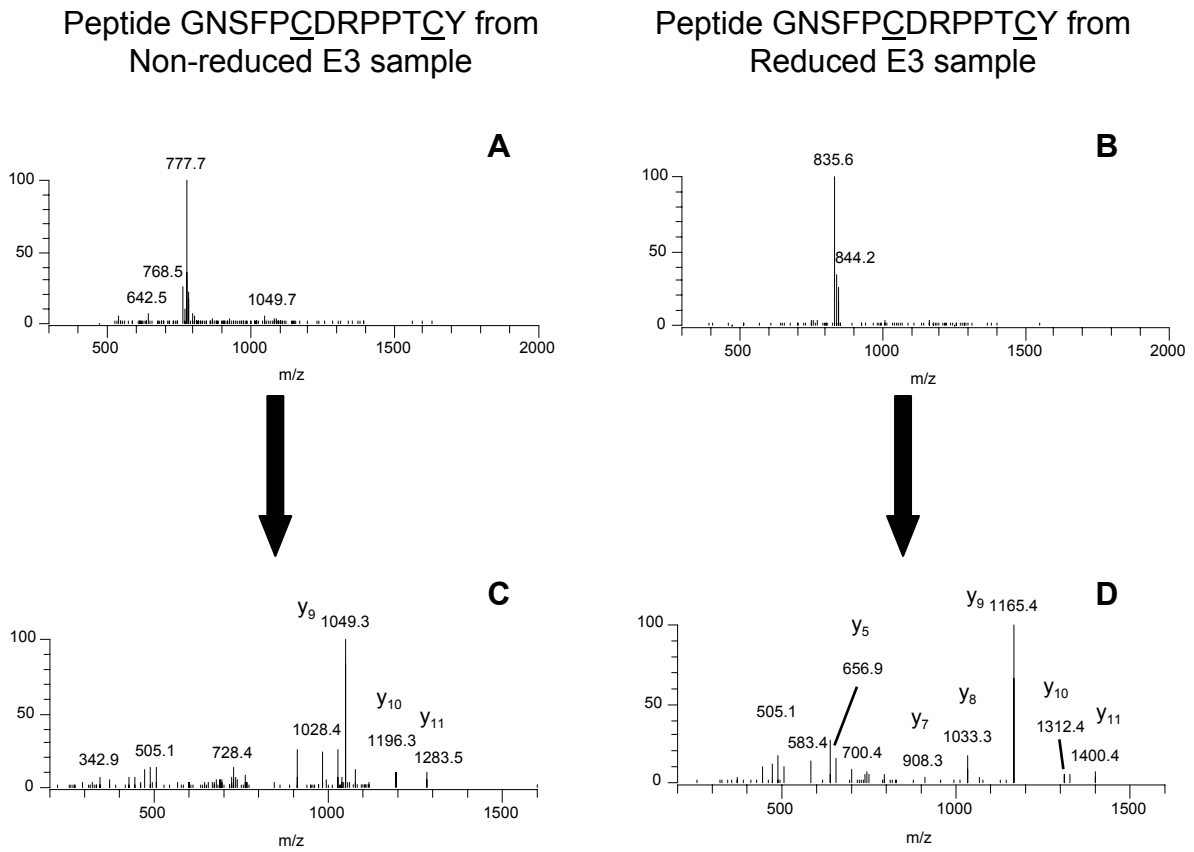 Peptide GNSFPCDRPPTCY from
Non-reduced E3 sample
Peptide GNSFPCDRPPTCY from
Reduced E3 sample
A
777.7
100
50
0
768.5
642.5
1049.7
500
1000
1500
2000
m/z
B
835.6
100
50
0
844.2
500
1000
1500
2000
m/z
C
y9 1049.3
100
50
0
y10
y11
1028.4
1196.3
1283.5
342.9
505.1
728.4
500
1000
1500
m/z
D
y9 1165.4
100
50
0
y5
656.9
y8
y10
505.1
y7
1033.3
1312.4
y11
583.4
700.4
908.3
1400.4
500
1000
1500
m/z